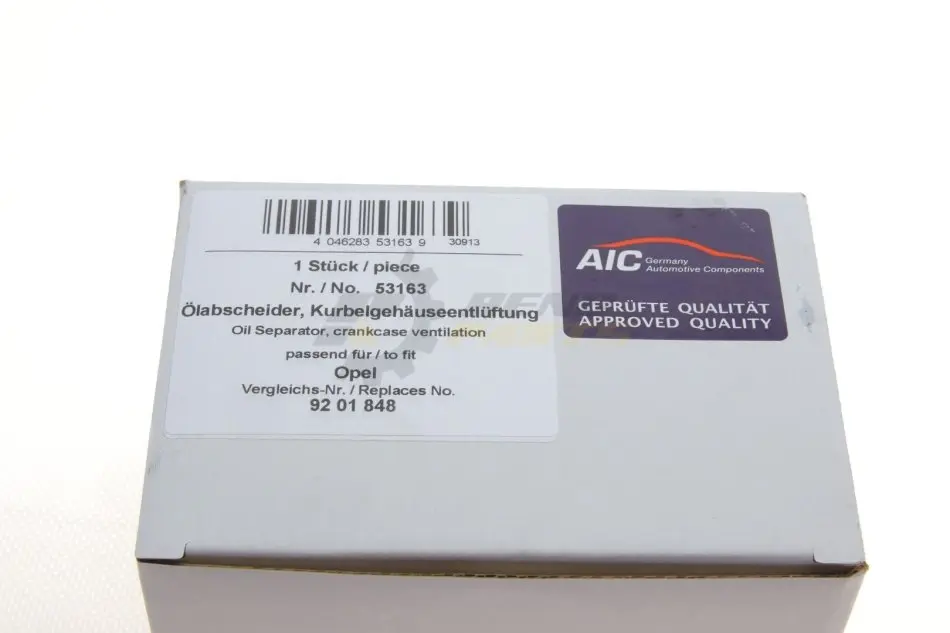 4 046283 53163 9 30913
1 Stück / piece
Nr. / No. 53163
Ölabscheider, Kurbelgehäuseentlüftung
Oil Separator, crankcase ventilation
passend für / to fit
Opel
Vergleichs-Nr. / Replaces No.
92 01 848
AIC Germany
Automotive Components
GEPRÜFTE QUALITÄT
APPROVED QUALITY